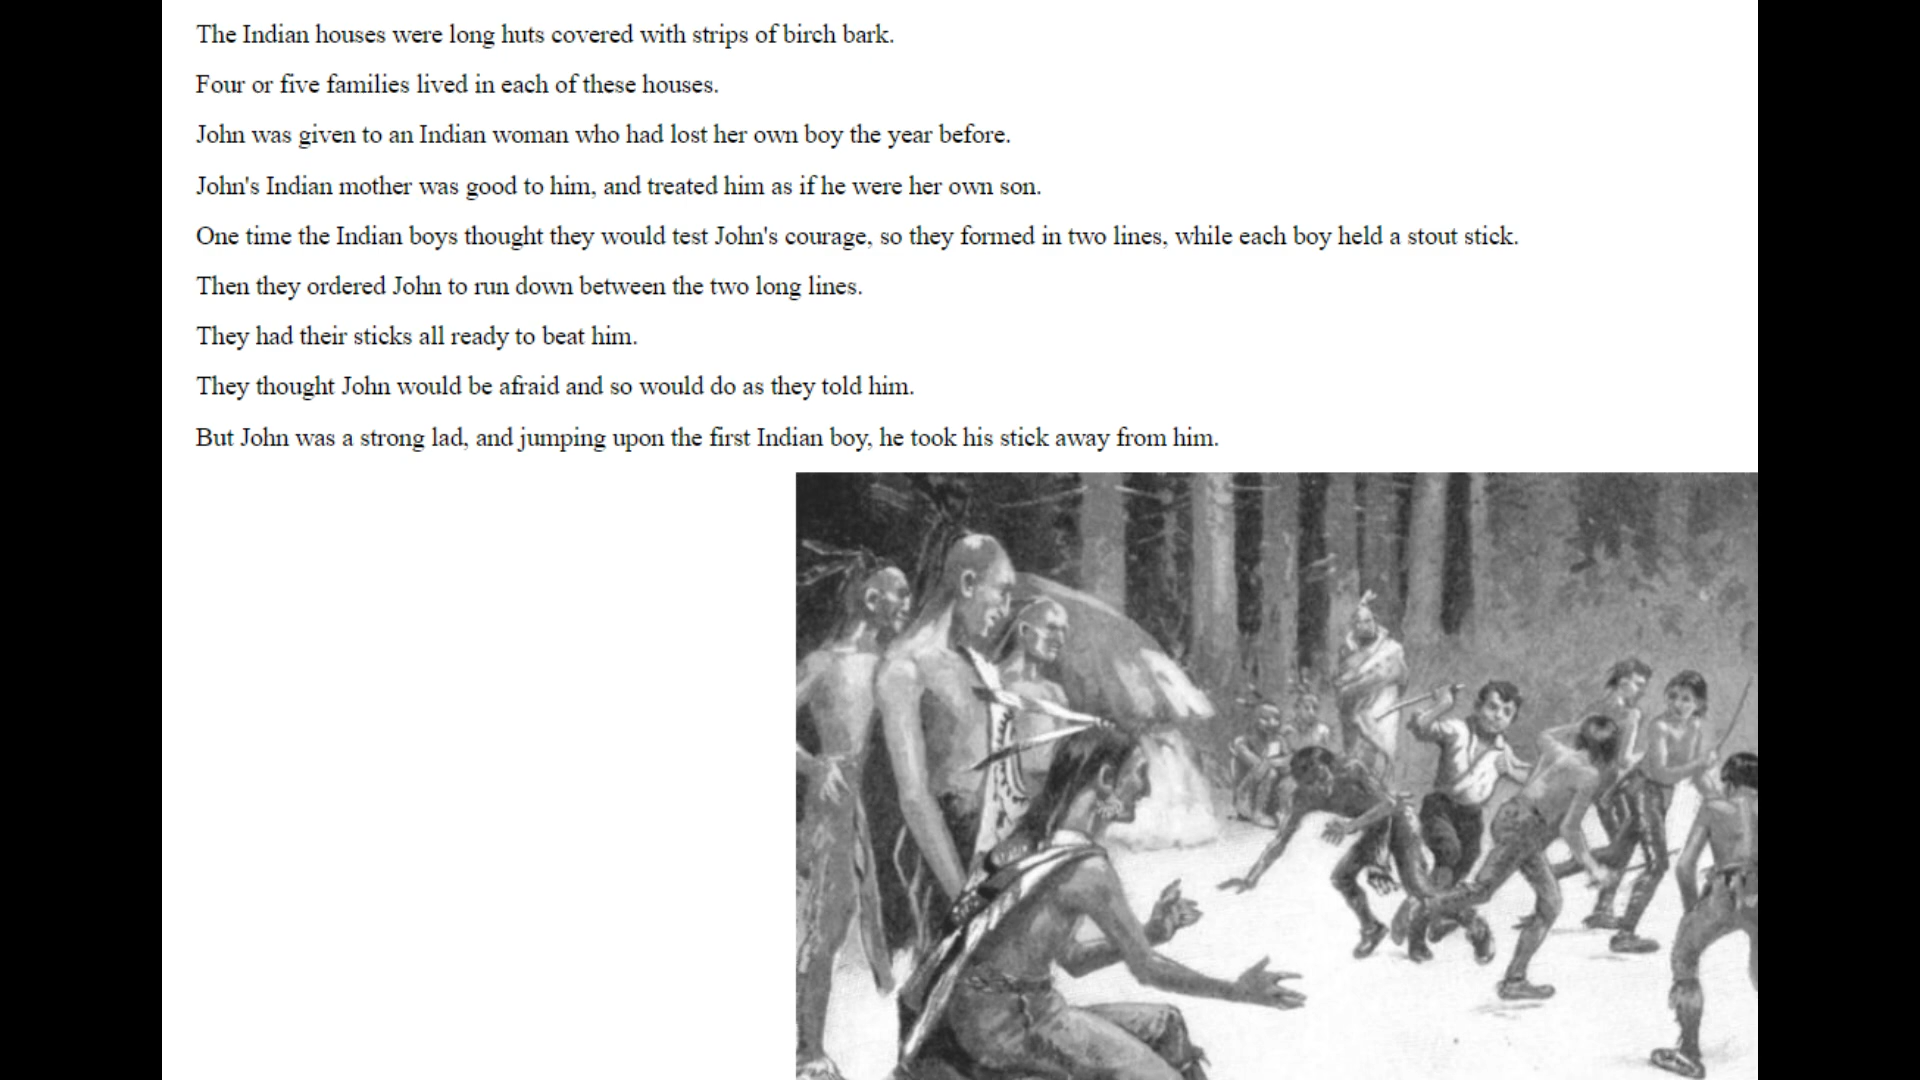 The Indian houses were long huts covered with strips of birch bark.
Four or five families lived in each of these houses.
John was given to an Indian woman who had lost her own boy the year before.
John's Indian mother was good to him, and treated him as if he were her own son.
One time the Indian boys thought they would test John's courage, so they formed in two lines, while each boy held a stout stick.
Then they ordered John to run down between the two long lines.
They had their sticks all ready to beat him.
They thought John would be afraid and so would do as they told him.
But John was a strong lad, and jumping upon the first Indian boy, he took his stick away from him.